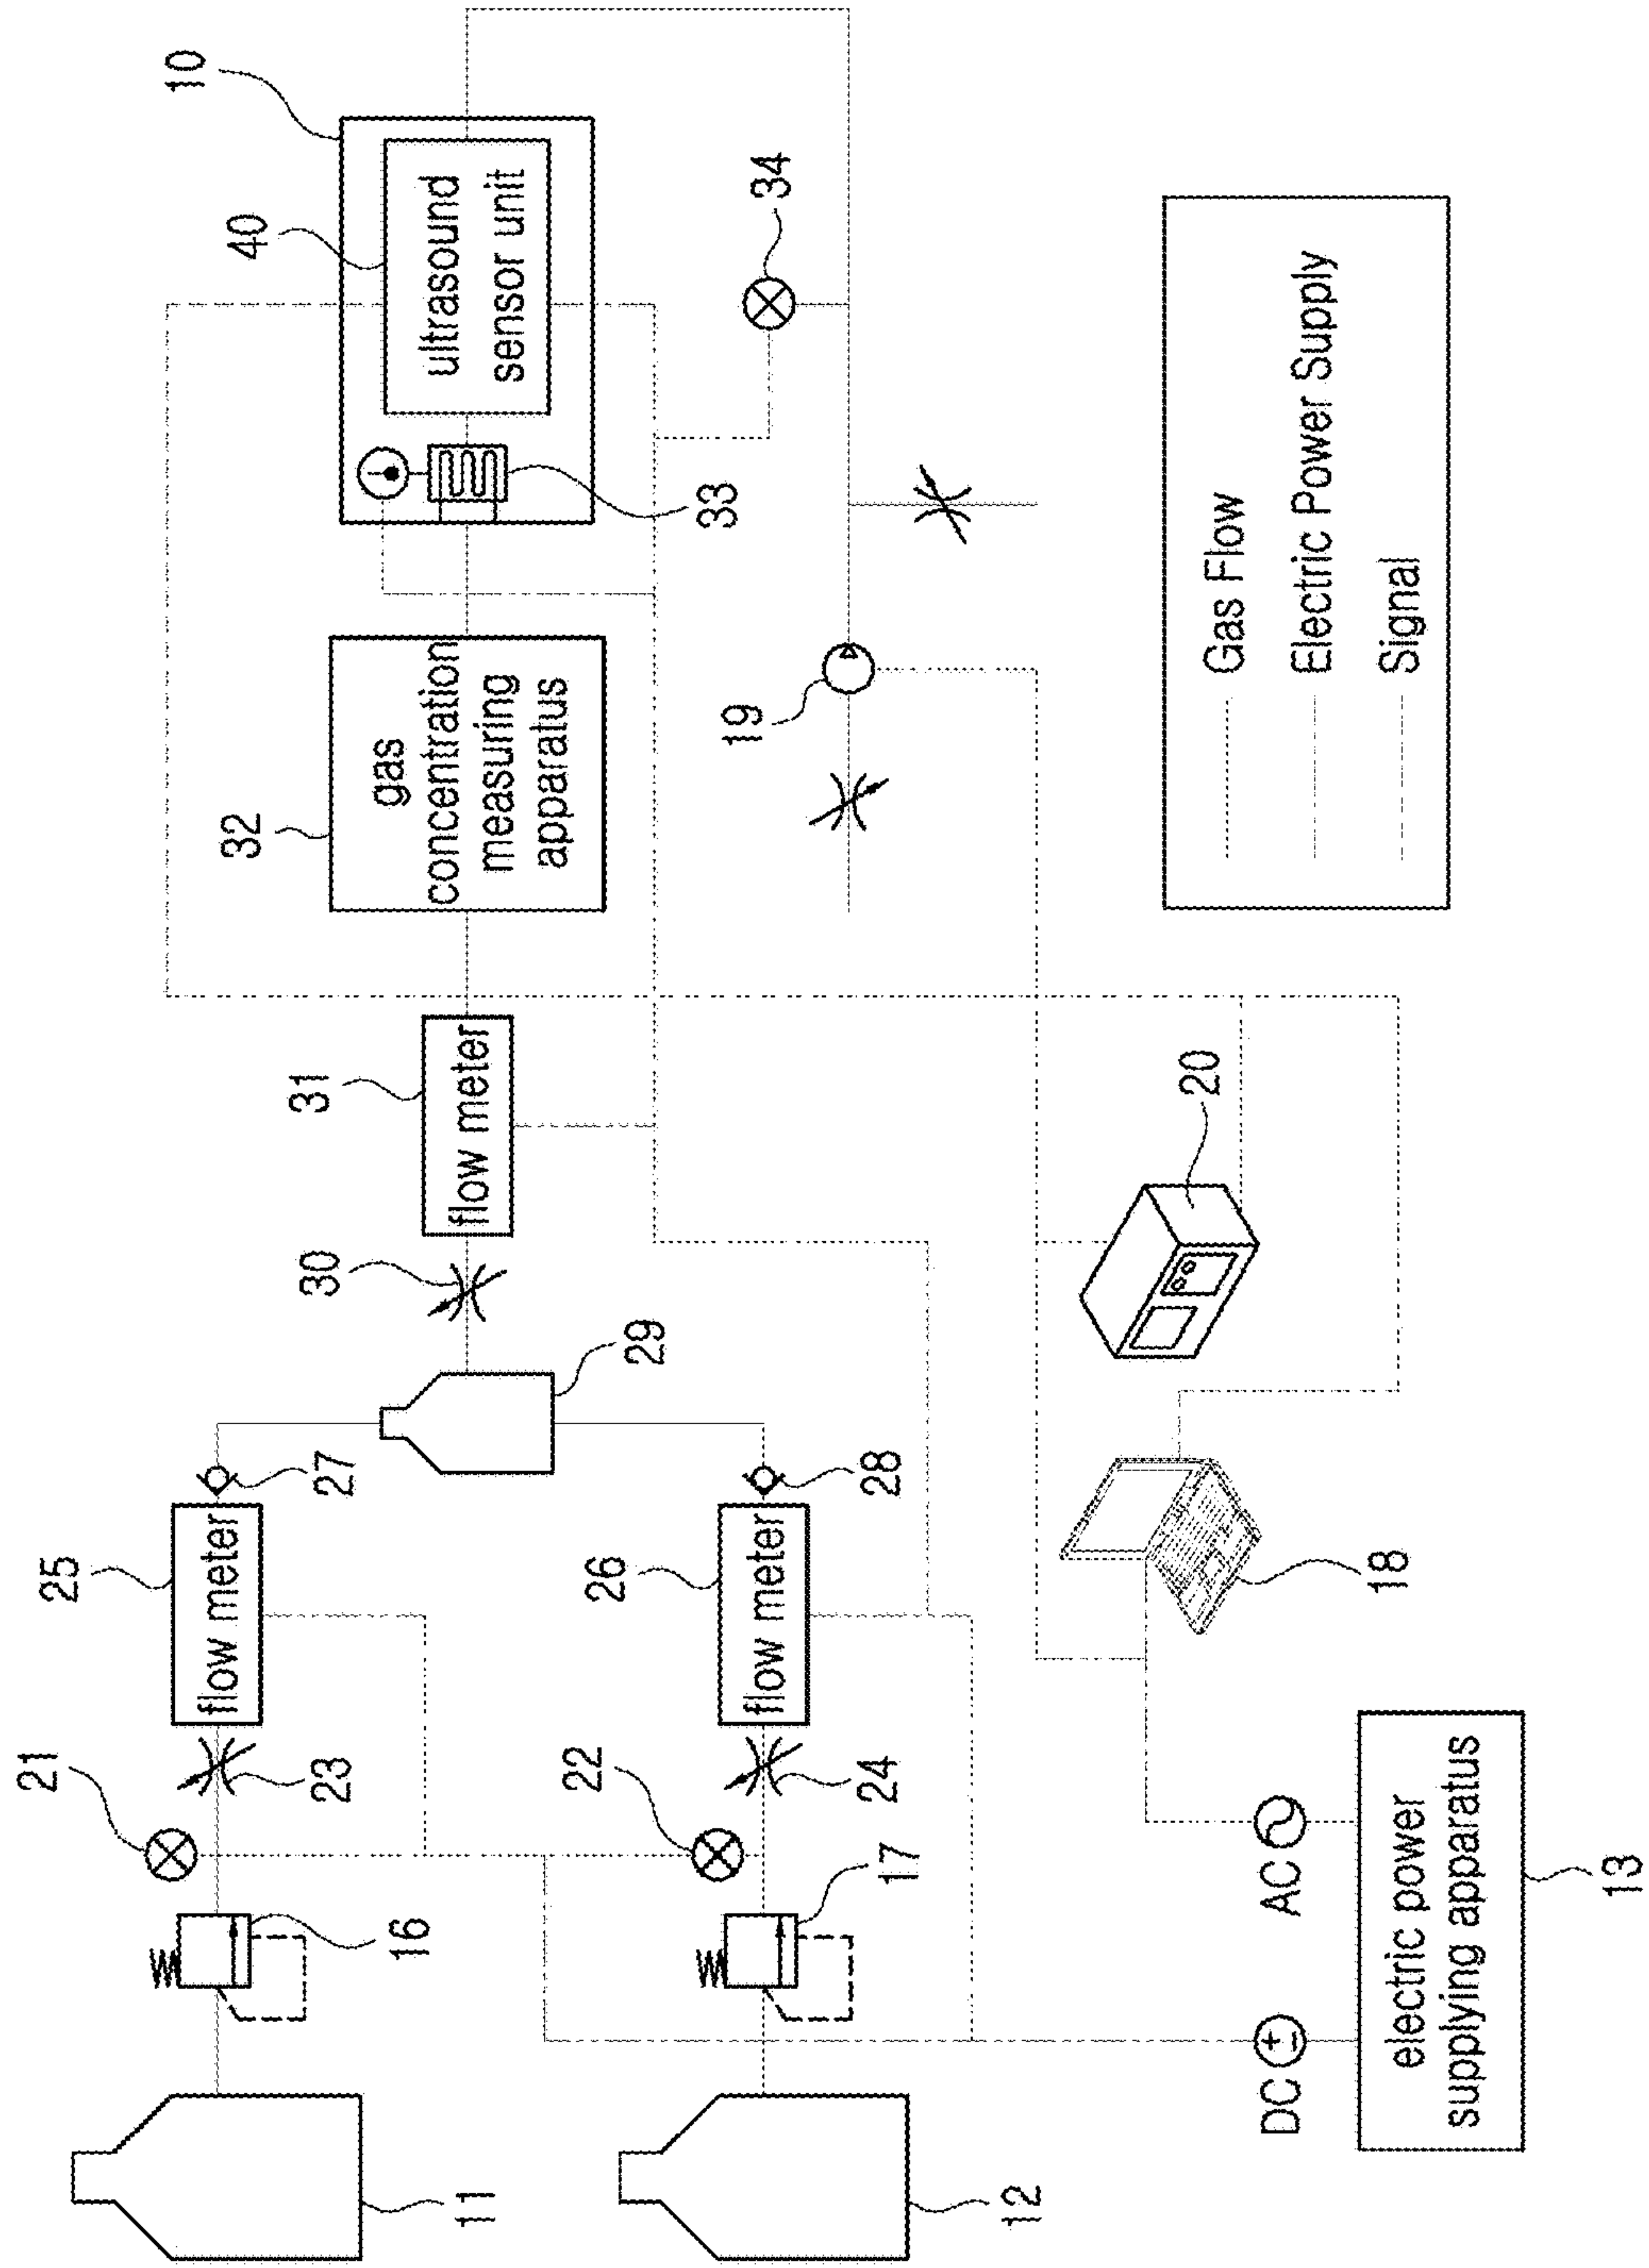 10
40
ultrasound
sensor unit
33
34
32
gas
concentration
measuring
apparatus
19
31
flow meter
30
29
27
28
25
flow meter
26
flow meter
21
23
22
24
16
17
11
12
20
18
AC
DC
electric power
supplying apparatus
13
Gas Flow
Electric Power Supply
Signal